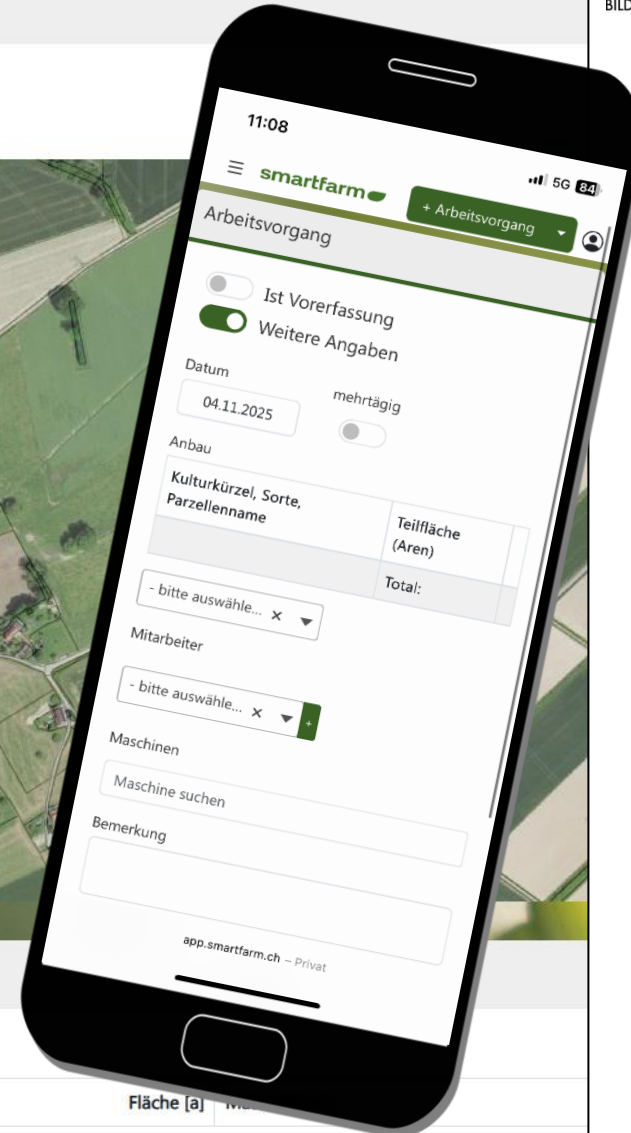 BILD
11:08
5G 84
smartfarm
+ Arbeitsvorgang
Arbeitsvorgang
Ist Vorerfassung
Weitere Angaben
Datum
mehrtägig
04.11.2025
Anbau
Kulturkürzel, Sorte,
Parzellenname
Teilfläche
(Aren)
Total:
- bitte auswähle...
Mitarbeiter
- bitte auswähle...
+
Maschinen
Maschine suchen
Bemerkung
app.smartfarm.ch – Privat
Fläche [a]